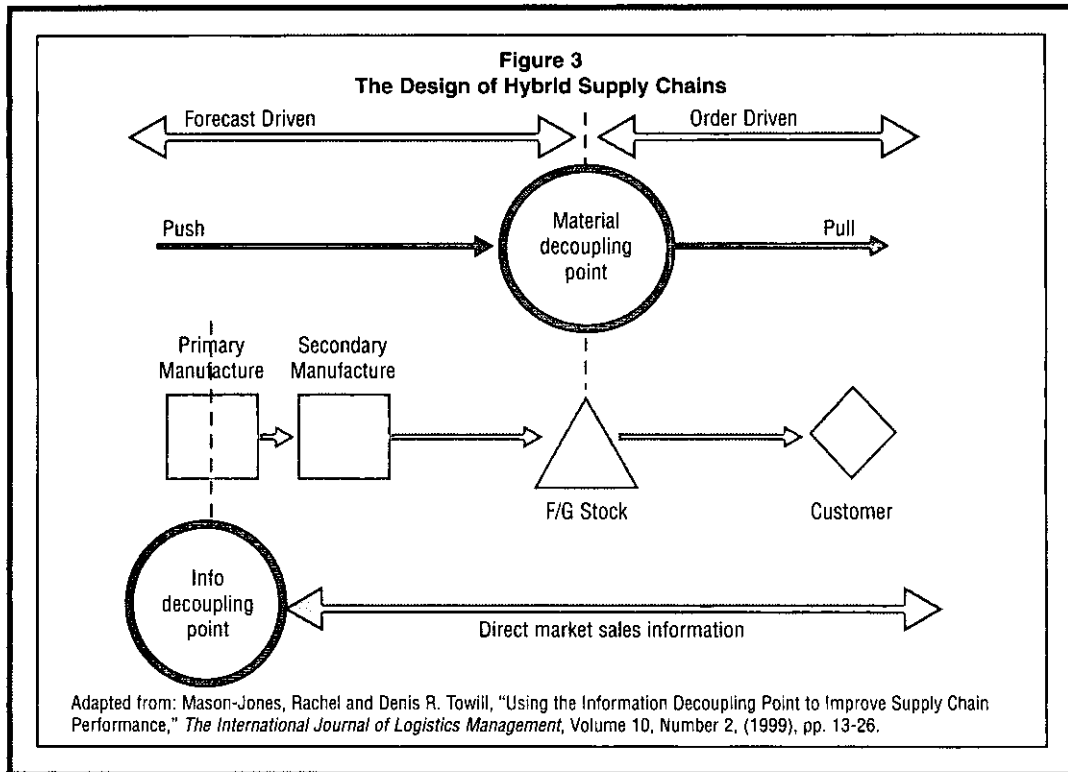 Figure 3
The Design of Hybrid Supply Chains
Forecast Driven
Order Driven
Push
Material
decoupling
point
Pull
Primary
Manufacture
Secondary
Manufacture
F/G Stock
Customer
Info
decoupling
point
Direct market sales information
Adapted from: Mason-Jones, Rachel and Denis R. Towill, “Using the Information Decoupling Point to Improve Supply Chain
Performance,” The International Journal of Logistics Management, Volume 10, Number 2, (1999), pp. 13-26.